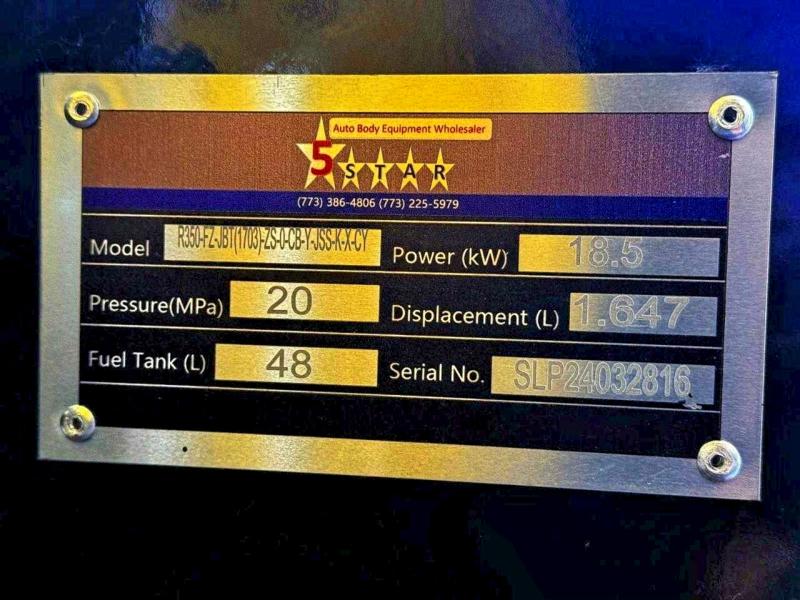 Auto Body Equipment Wholesaler
5 STAR
(773) 386-4806 (773) 225-5979
Model R350-FZ-JBT(1703)-ZS-0-CB-Y-JSS-K-X-CY Power (kW) 18.5
Pressure(MPa) 20 Displacement (L) 1.647
Fuel Tank (L) 48 Serial No. SLP24032816